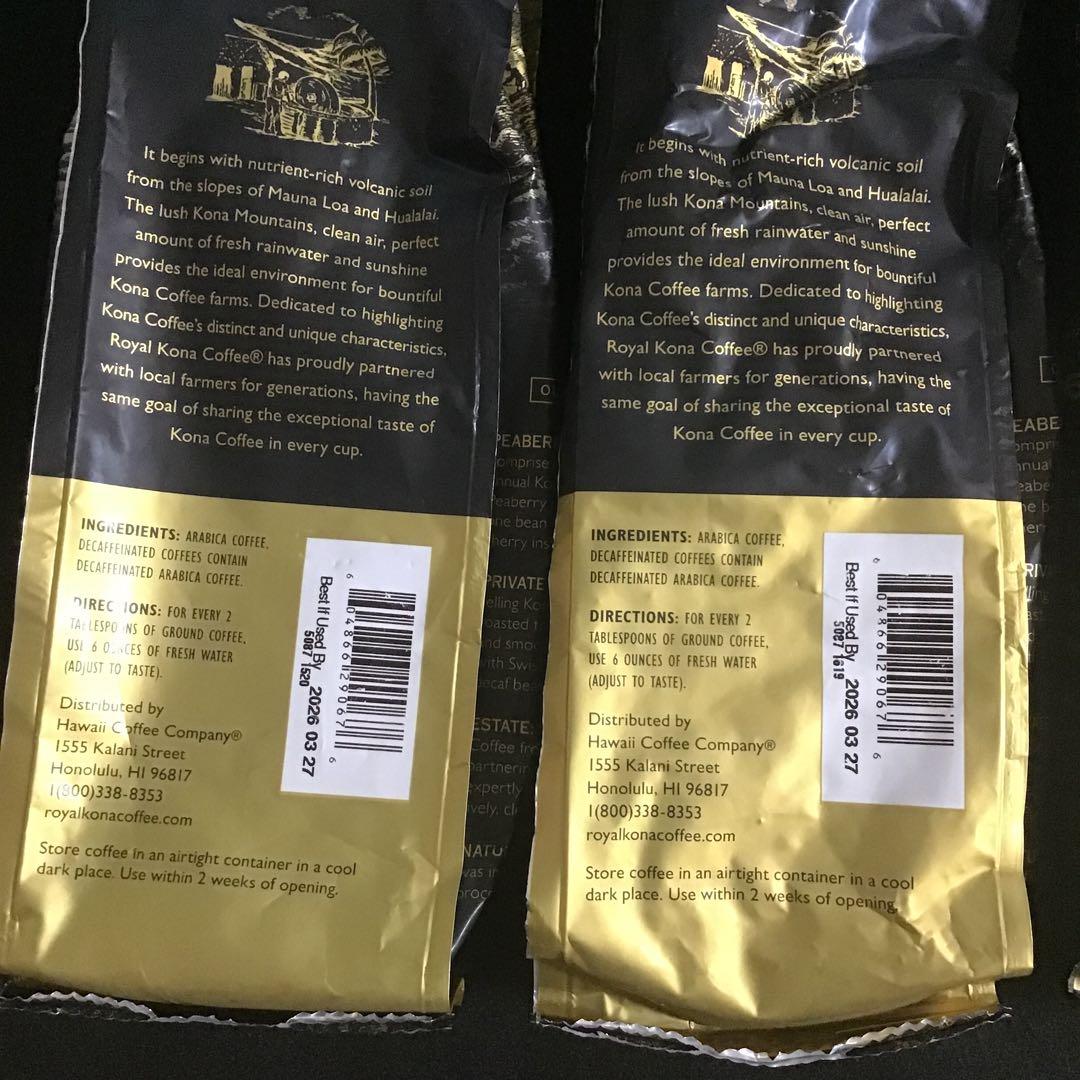 It begins with nutrient-rich volcanic soil
from the slopes of Mauna Loa and Hualalai.
The lush Kona Mountains, clean air, perfect
amount of fresh rainwater and sunshine
provides the ideal environment for bountiful
Kona Coffee farms. Dedicated to highlighting
Kona Coffee's distinct and unique characteristics,
Royal Kona Coffee® has proudly partnered
with local farmers for generations, having the
same goal of sharing the exceptional taste of
Kona Coffee in every cup.
INGREDIENTS: ARABICA COFFEE,
DECAFFEINATED COFFEES CONTAIN
DECAFFEINATED ARABICA COFFEE.
DIRECTIONS: FOR EVERY 2
TABLESPOONS OF GROUND COFFEE,
USE 6 OUNCES OF FRESH WATER
(ADJUST TO TASTE).
Distributed by
Hawaii Coffee Company®
1555 Kalani Street
Honolulu, HI 96817
1(800)338-8353
royalkonacoffee.com
Store coffee in an airtight container in a cool
dark place. Use within 2 weeks of opening.
6 04866 29067 6
Best If Used By 2026 03 27
5087 1520
PRIVATE
ESTATE:
It begins with nutrient-rich volcanic soil
from the slopes of Mauna Loa and Hualalai.
The lush Kona Mountains, clean air, perfect
amount of fresh rainwater and sunshine
provides the ideal environment for bountiful
Kona Coffee farms. Dedicated to highlighting
Kona Coffee's distinct and unique characteristics,
Royal Kona Coffee® has proudly partnered
with local farmers for generations, having the
same goal of sharing the exceptional taste of
Kona Coffee in every cup.
INGREDIENTS: ARABICA COFFEE,
DECAFFEINATED COFFEES CONTAIN
DECAFFEINATED ARABICA COFFEE.
DIRECTIONS: FOR EVERY 2
TABLESPOONS OF GROUND COFFEE,
USE 6 OUNCES OF FRESH WATER
(ADJUST TO TASTE).
Distributed by
Hawaii Coffee Company®
1555 Kalani Street
Honolulu, HI 96817
1(800)338-8353
royalkonacoffee.com
Store coffee in an airtight container in a cool
dark place. Use within 2 weeks of opening.
6 04866 29067 6
Best If Used By 2026 03 27
5087 1619